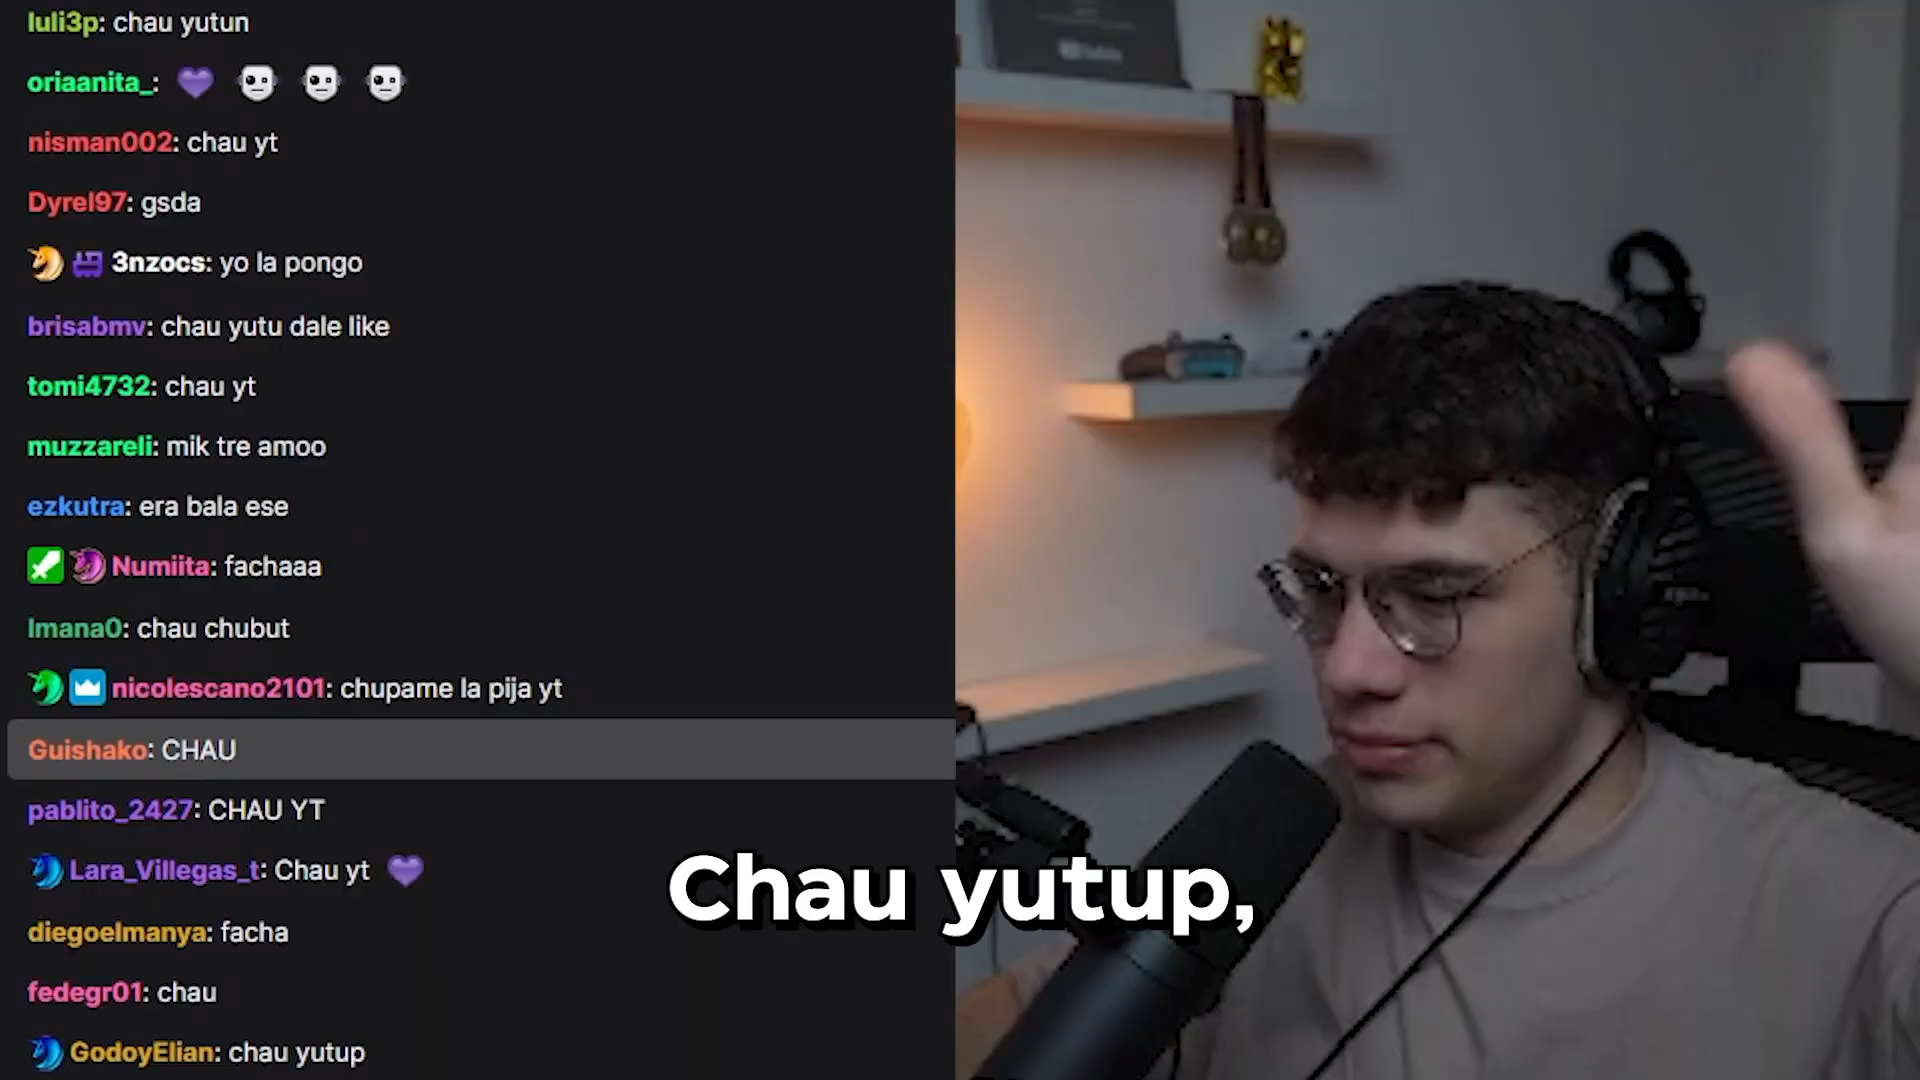 luli3p: chau yutun
oriaanita_:
nisman002: chau yt
Dyrel97: gsda
3nzocs: yo la pongo
brisabmv: chau yutu dale like
tomi4732: chau yt
muzzareli: mik tre amoo
ezkutra: era bala ese
Numiita: fachaaa
lmana0: chau chubut
nicolescano2101: chupame la pija yt
Guishako: CHAU
pablito_2427: CHAU YT
Lara_Villegas_t: Chau yt
diegoelmanya: facha
fedegr01: chau
GodoyElian: chau yutup
Chau yutup,